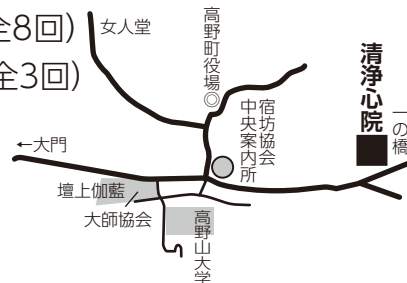 全8回)
全3回)
女人堂
高野町役場◎
宿坊協会
中央案内所
清浄心院
一の橋
←大門
壇上伽藍
大師協会
高野山大学